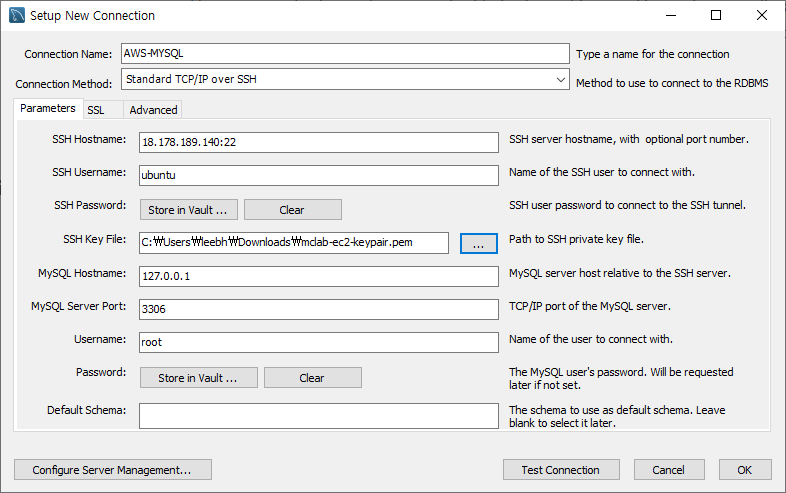 Setup New Connection
Connection Name: AWS-MYSQL Type a name for the connection
Connection Method: Standard TCP/IP over SSH Method to use to connect to the RDBMS
Parameters SSL Advanced
SSH Hostname: 18.178.189.140:22 SSH server hostname, with optional port number.
SSH Username: ubuntu Name of the SSH user to connect with.
SSH Password: Store in Vault ... Clear SSH user password to connect to the SSH tunnel.
SSH Key File: C:₩Users₩leebh₩Downloads₩mclab-ec2-keypair.pem ... Path to SSH private key file.
MySQL Hostname: 127.0.0.1 MySQL server host relative to the SSH server.
MySQL Server Port: 3306 TCP/IP port of the MySQL server.
Username: root Name of the user to connect with.
Password: Store in Vault ... Clear The MySQL user's password. Will be requested
later if not set.
Default Schema: The schema to use as default schema. Leave
blank to select it later.
Configure Server Management... Test Connection Cancel OK